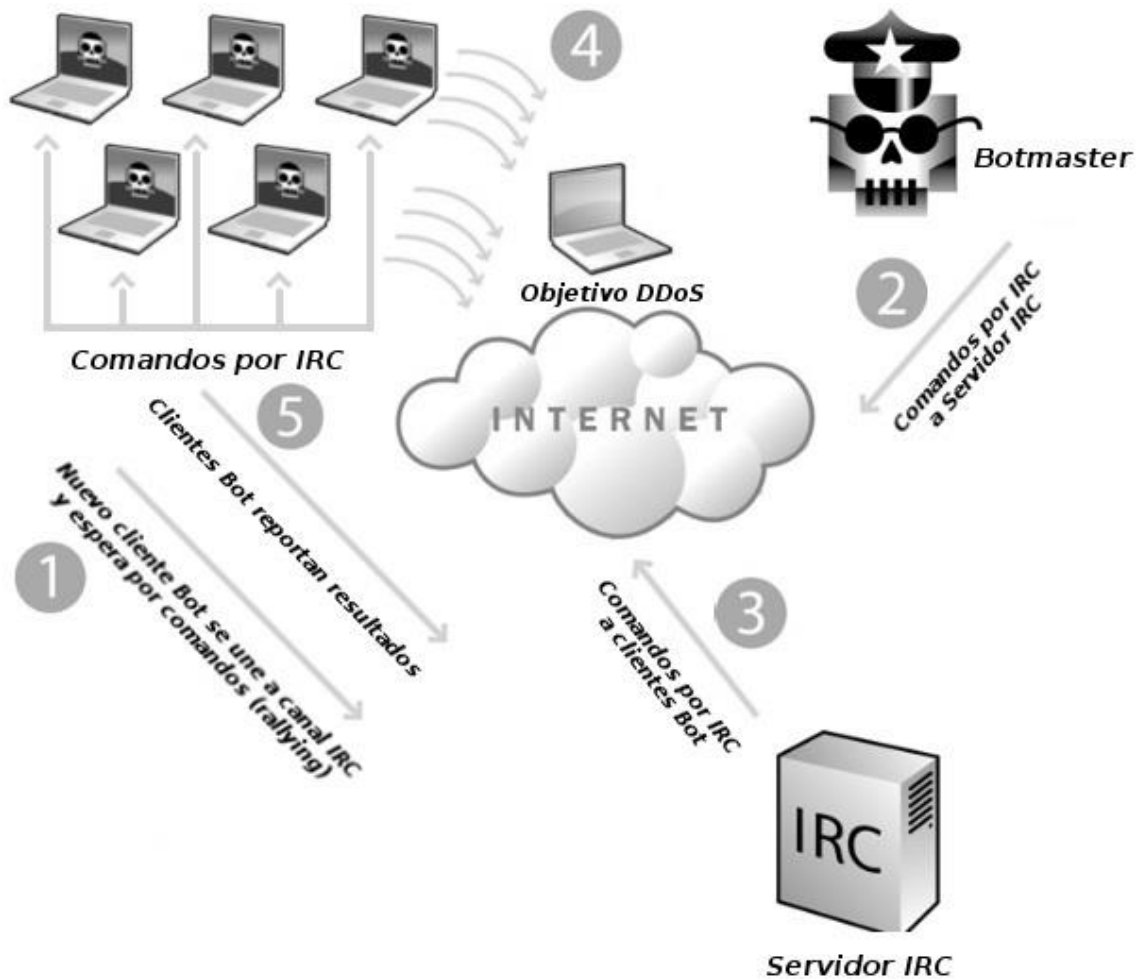 4
Botmaster
Objetivo DDoS
2
Comandos por IRC
a Servidor IRC
Comandos por IRC
5
Clientes Bot reportan resultados
INTERNET
1
Nuevo cliente Bot se une a canal IRC
y espera por comandos (rallying)
3
Comandos por IRC
a clientes Bot
IRC
Servidor IRC